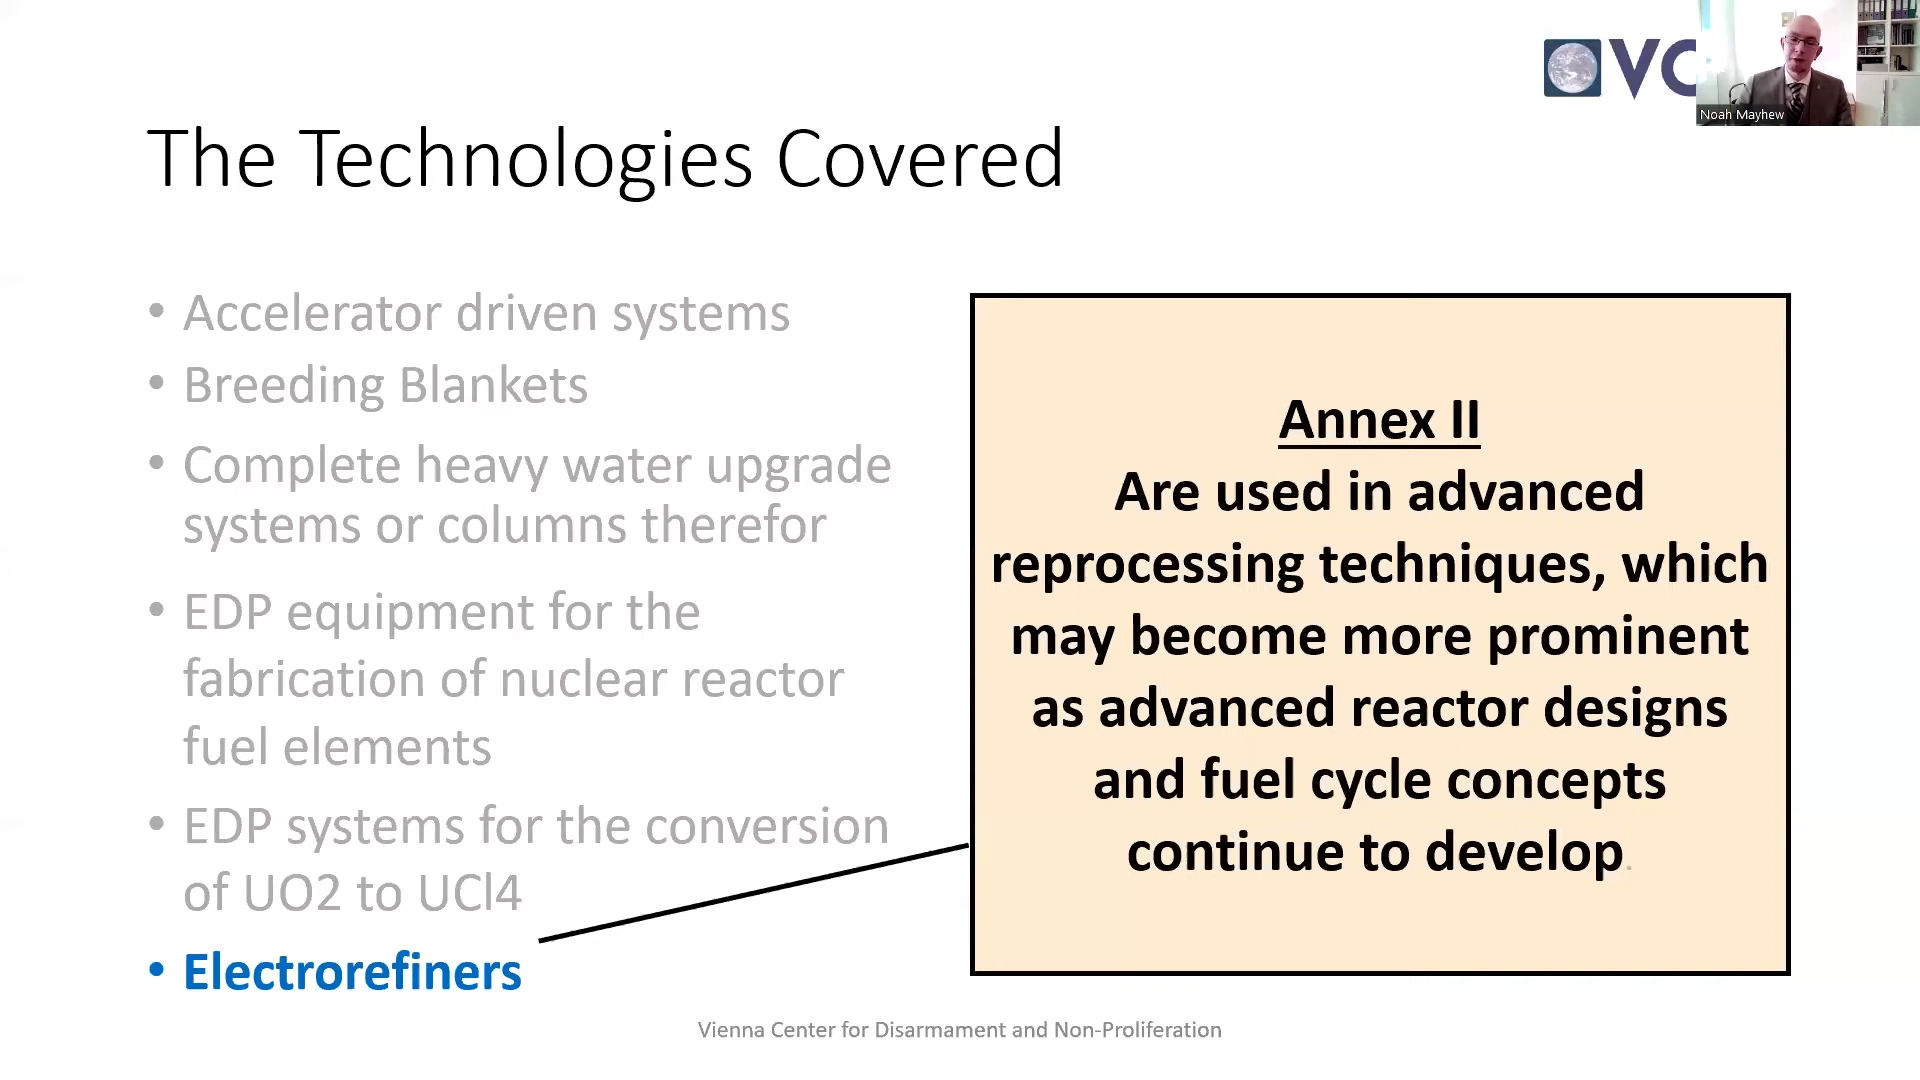 VC
Noah Mayhew
The Technologies Covered
• Accelerator driven systems
• Breeding Blankets
• Complete heavy water upgrade
systems or columns therefor
• EDP equipment for the
fabrication of nuclear reactor
fuel elements
• EDP systems for the conversion
of UO2 to UCl4
• Electrorefiners
Annex II
Are used in advanced
reprocessing techniques, which
may become more prominent
as advanced reactor designs
and fuel cycle concepts
continue to develop.
Vienna Center for Disarmament and Non-Proliferation